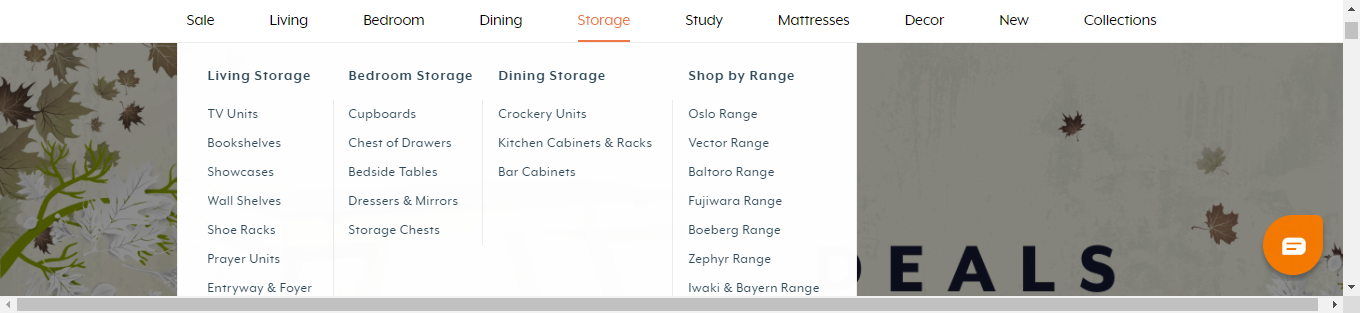 Sale Living Bedroom Dining Storage Study Mattresses Decor New Collections
Living Storage
TV Units
Bookshelves
Showcases
Wall Shelves
Shoe Racks
Prayer Units
Entryway & Foyer
Bedroom Storage
Cupboards
Chest of Drawers
Bedside Tables
Dressers & Mirrors
Storage Chests
Dining Storage
Crockery Units
Kitchen Cabinets & Racks
Bar Cabinets
Shop by Range
Oslo Range
Vector Range
Baltoro Range
Fujiwara Range
Boeberg Range
Zephyr Range
Iwaki & Bayern Range
DEALS